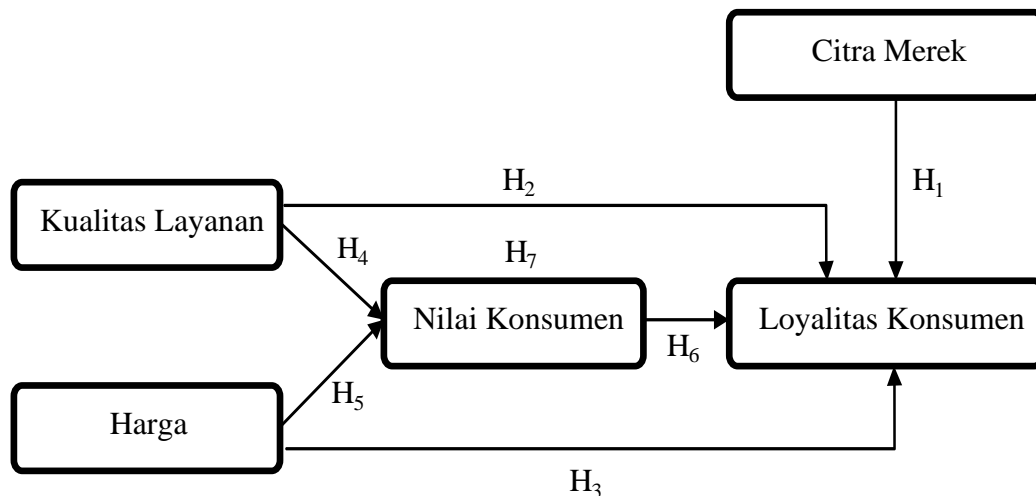 Citra Merek
H₁
H₂
Kualitas Layanan
H₄
H₇
Nilai Konsumen
H₆
Loyalitas Konsumen
H₅
Harga
H₃